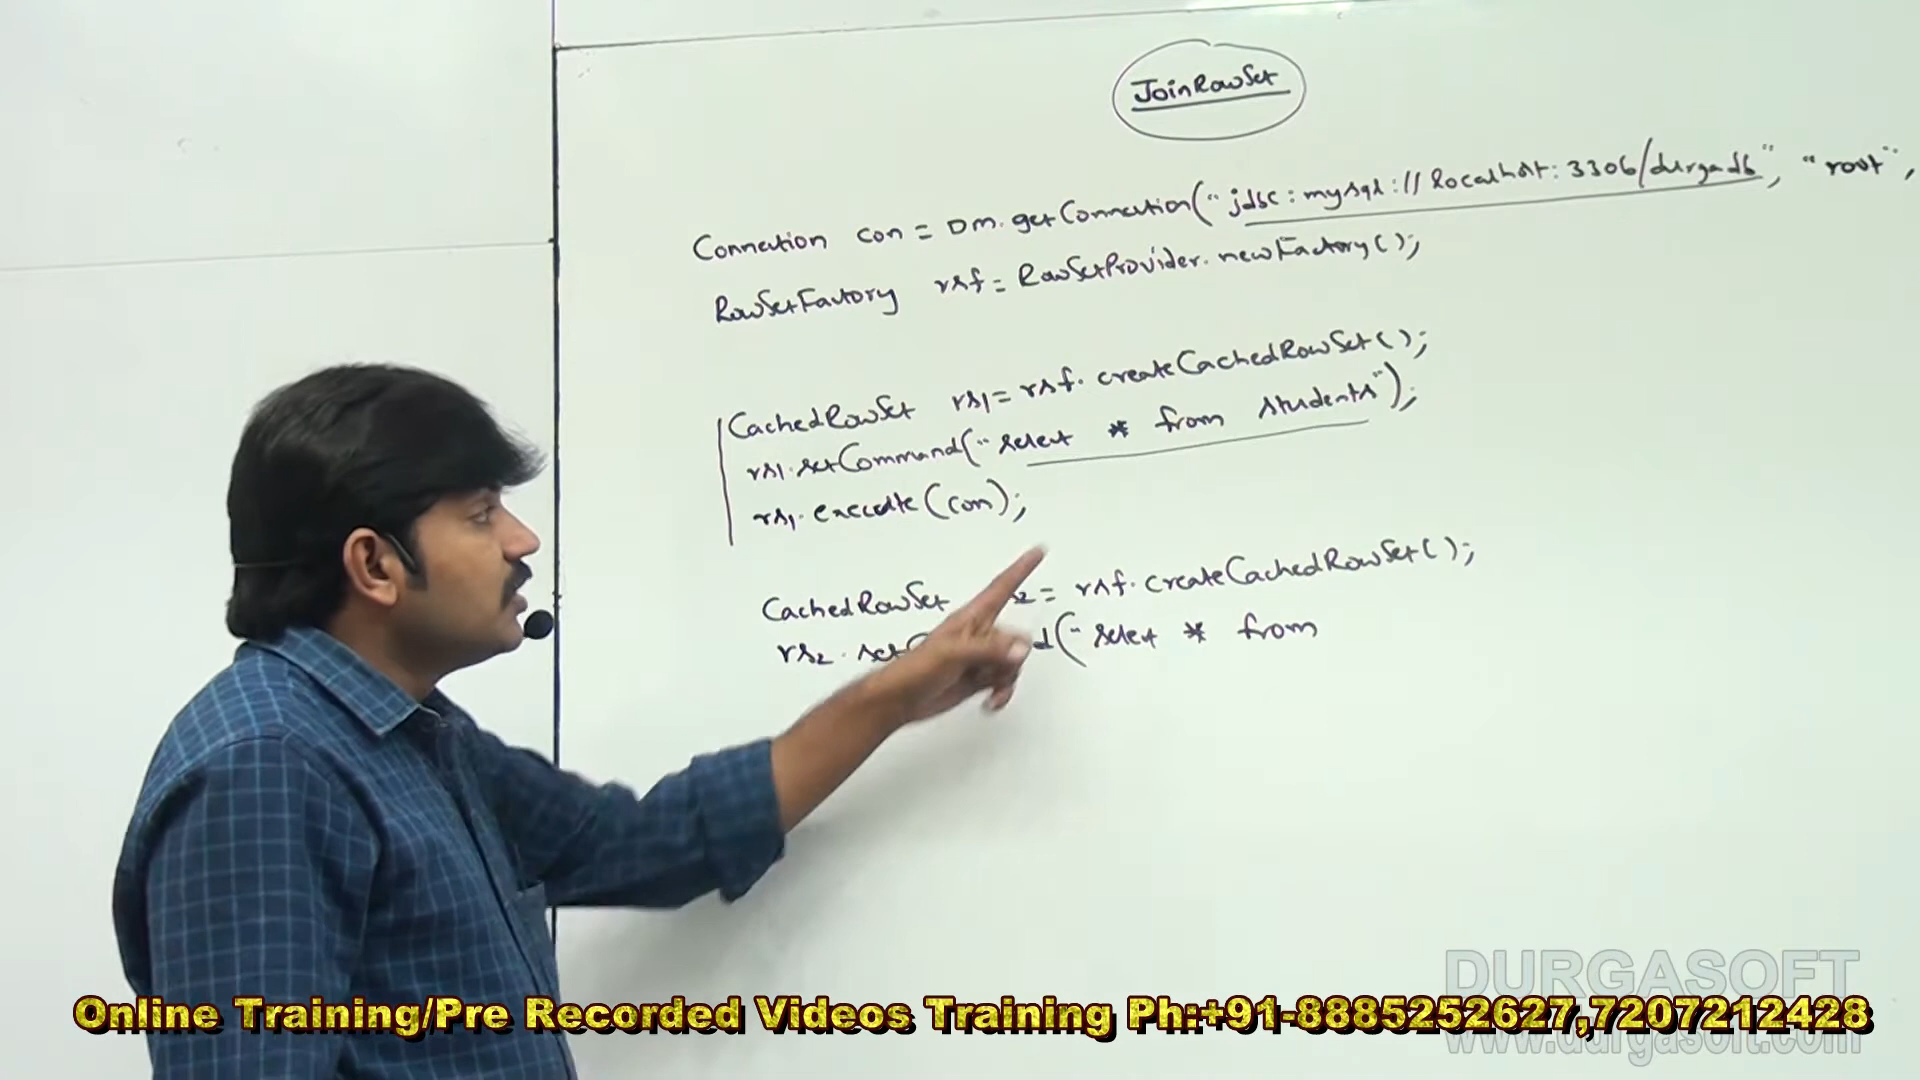 JoinRowSet
Connection con = DM.getConnection("jdbc:mysql://localhost:3306/durgadb", "root",
RowSetFactory rsf = RowSetProvider.newFactory();
CachedRowSet rs1 = rsf.createCachedRowSet();
rs1.setCommand("select * from students");
rs1.execute(con);
CachedRowSet = rsf.createCachedRowSet();
rs2.set d("select * from
DURGASOFT
Online Training/Pre Recorded Videos Training Ph:+91-8885252627,7207212428
www.durgasoft.com